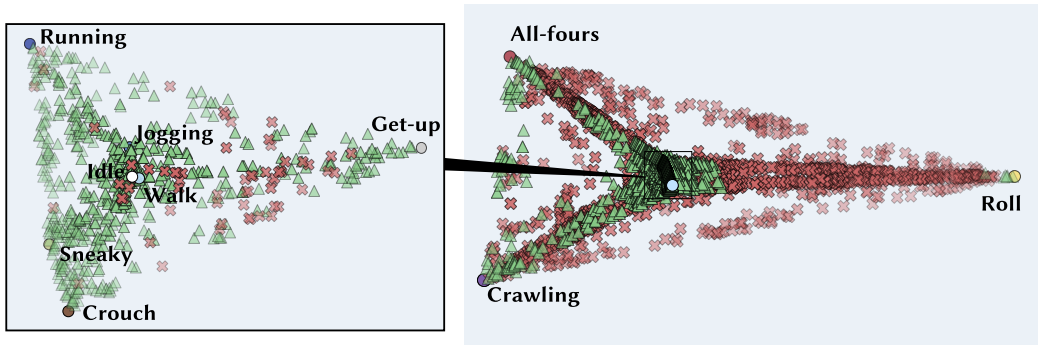 Running
Jogging
Get-up
Idle
Walk
Sneaky
Crouch
All-fours
Roll
Crawling